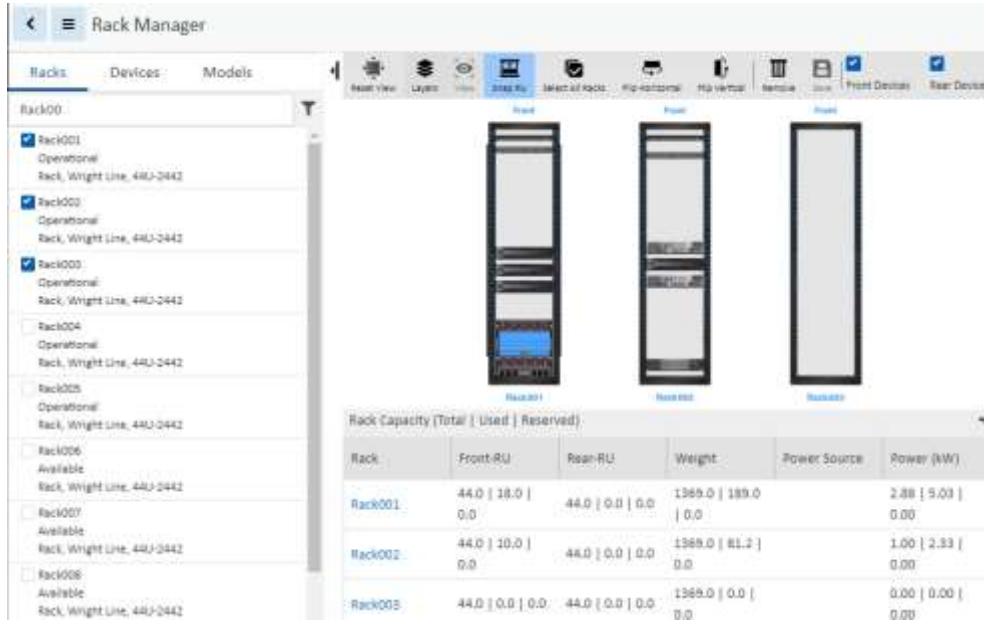 Rack Manager
Racks Devices Models
Rack00
Reset View Layers View Snap RU Select all Racks Flip Horizontal Flip Vertical Remove Save Front Devices Rear Device
Front Front Front
Rack001
Operational
Rack, Wright Line, 44U-2442
Rack002
Operational
Rack, Wright Line, 44U-2442
Rack003
Operational
Rack, Wright Line, 44U-2442
Rack004
Operational
Rack, Wright Line, 44U-2442
Rack005
Operational
Rack, Wright Line, 44U-2442
Rack006
Available
Rack, Wright Line, 44U-2442
Rack007
Available
Rack, Wright Line, 44U-2442
Rack008
Available
Rack, Wright Line, 44U-2442
Rack001 Rack002 Rack003
Rack Capacity (Total | Used | Reserved)
Rack Front-RU Rear-RU Weight Power Source Power (kW)
Rack001 44.0 | 18.0 | 0.0 44.0 | 0.0 | 0.0 1369.0 | 189.0 | 0.0 2.88 | 5.03 | 0.00
Rack002 44.0 | 10.0 | 0.0 44.0 | 0.0 | 0.0 1369.0 | 81.2 | 0.0 1.00 | 2.33 | 0.00
Rack003 44.0 | 0.0 | 0.0 44.0 | 0.0 | 0.0 1369.0 | 0.0 | 0.0 0.00 | 0.00 | 0.00